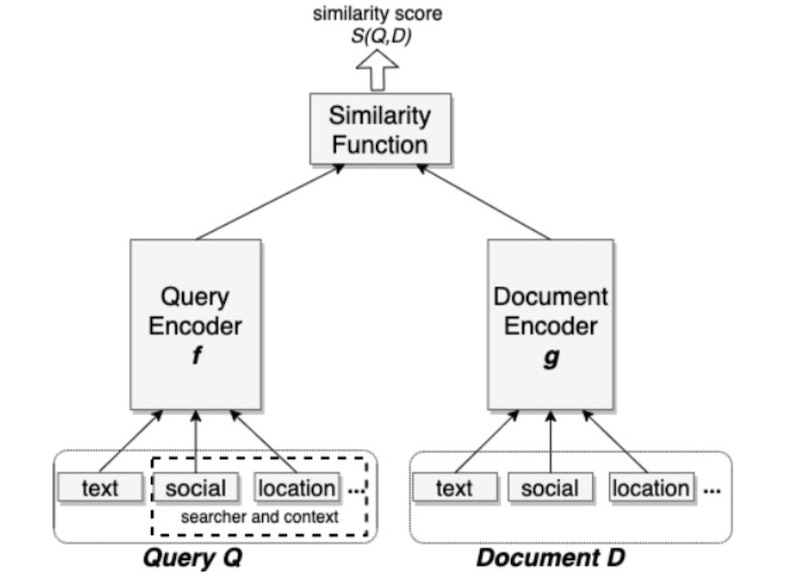 similarity score
S(Q,D)
Similarity
Function
Query
Encoder
f
Document
Encoder
g
text
social
location
...
searcher and context
Query Q
text
social
location
...
Document D